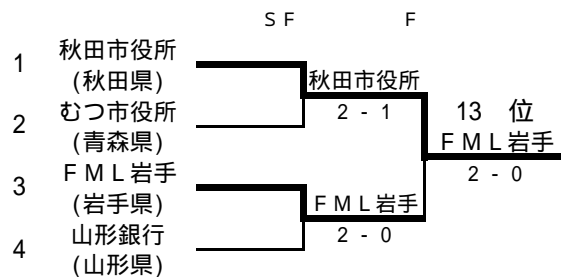 ＳＦ Ｆ
1 秋田市役所
(秋田県)
秋田市役所
2 - 1
2 むつ市役所
(青森県)
13 位
ＦＭＬ岩手
2 - 0
3 ＦＭＬ岩手
(岩手県)
ＦＭＬ岩手
2 - 0
4 山形銀行
(山形県)